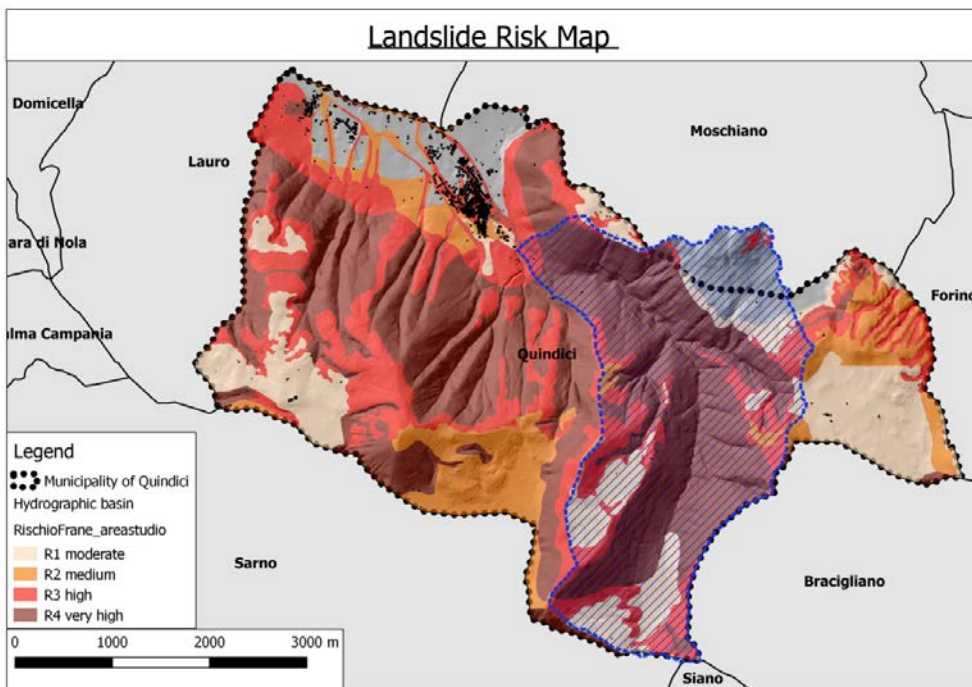 Landslide Risk Map
Domicella
Moschiano
Lauro
ara di Nola
Forino
alma Campania
Quindici
Legend
Municipality of Quindici
Hydrographic basin
RischioFrane_areastudio
R1 moderate
R2 medium
R3 high
R4 very high
Sarno
Bracigliano
0 1000 2000 3000 m
Siano